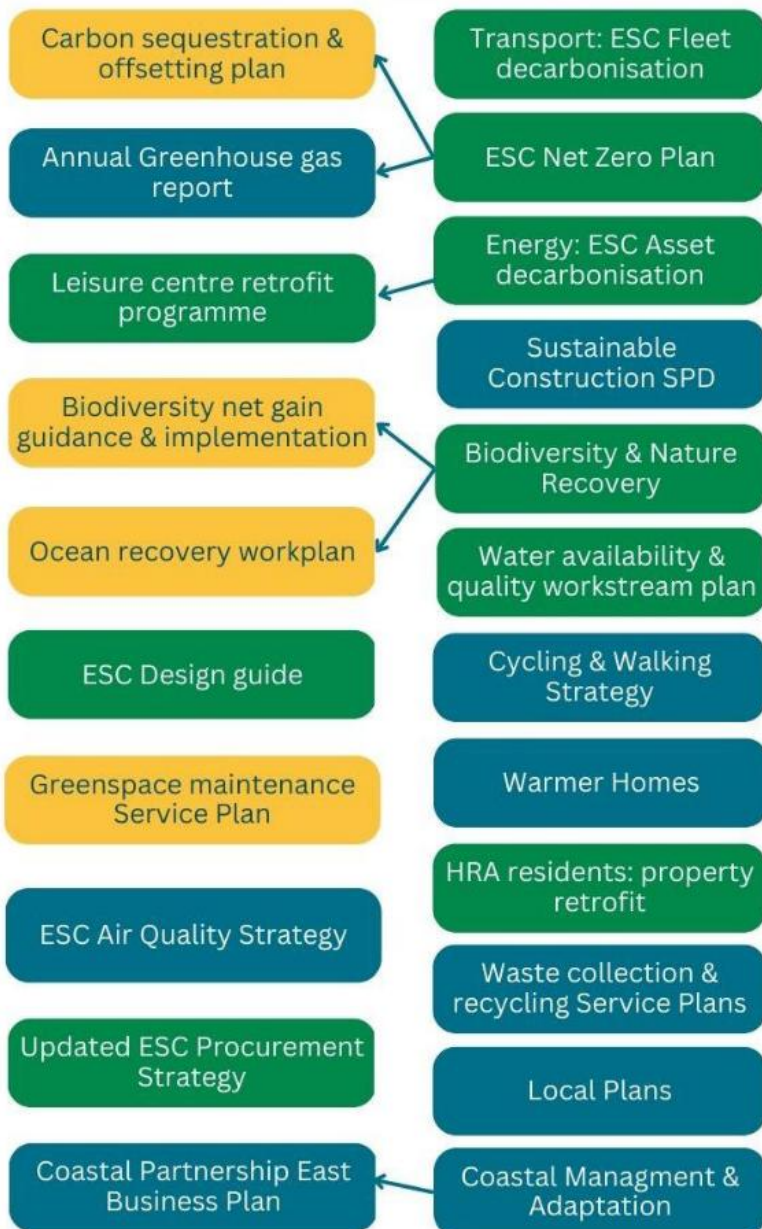 Carbon sequestration &
offsetting plan
Transport: ESC Fleet
decarbonisation
Annual Greenhouse gas
report
ESC Net Zero Plan
Leisure centre retrofit
programme
Energy: ESC Asset
decarbonisation
Sustainable
Construction SPD
Biodiversity net gain
guidance & implementation
Biodiversity & Nature
Recovery
Ocean recovery workplan
Water availability &
quality workstream plan
ESC Design guide
Cycling & Walking
Strategy
Greenspace maintenance
Service Plan
Warmer Homes
HRA residents: property
retrofit
ESC Air Quality Strategy
Waste collection &
recycling Service Plans
Updated ESC Procurement
Strategy
Local Plans
Coastal Partnership East
Business Plan
Coastal Managment &
Adaptation